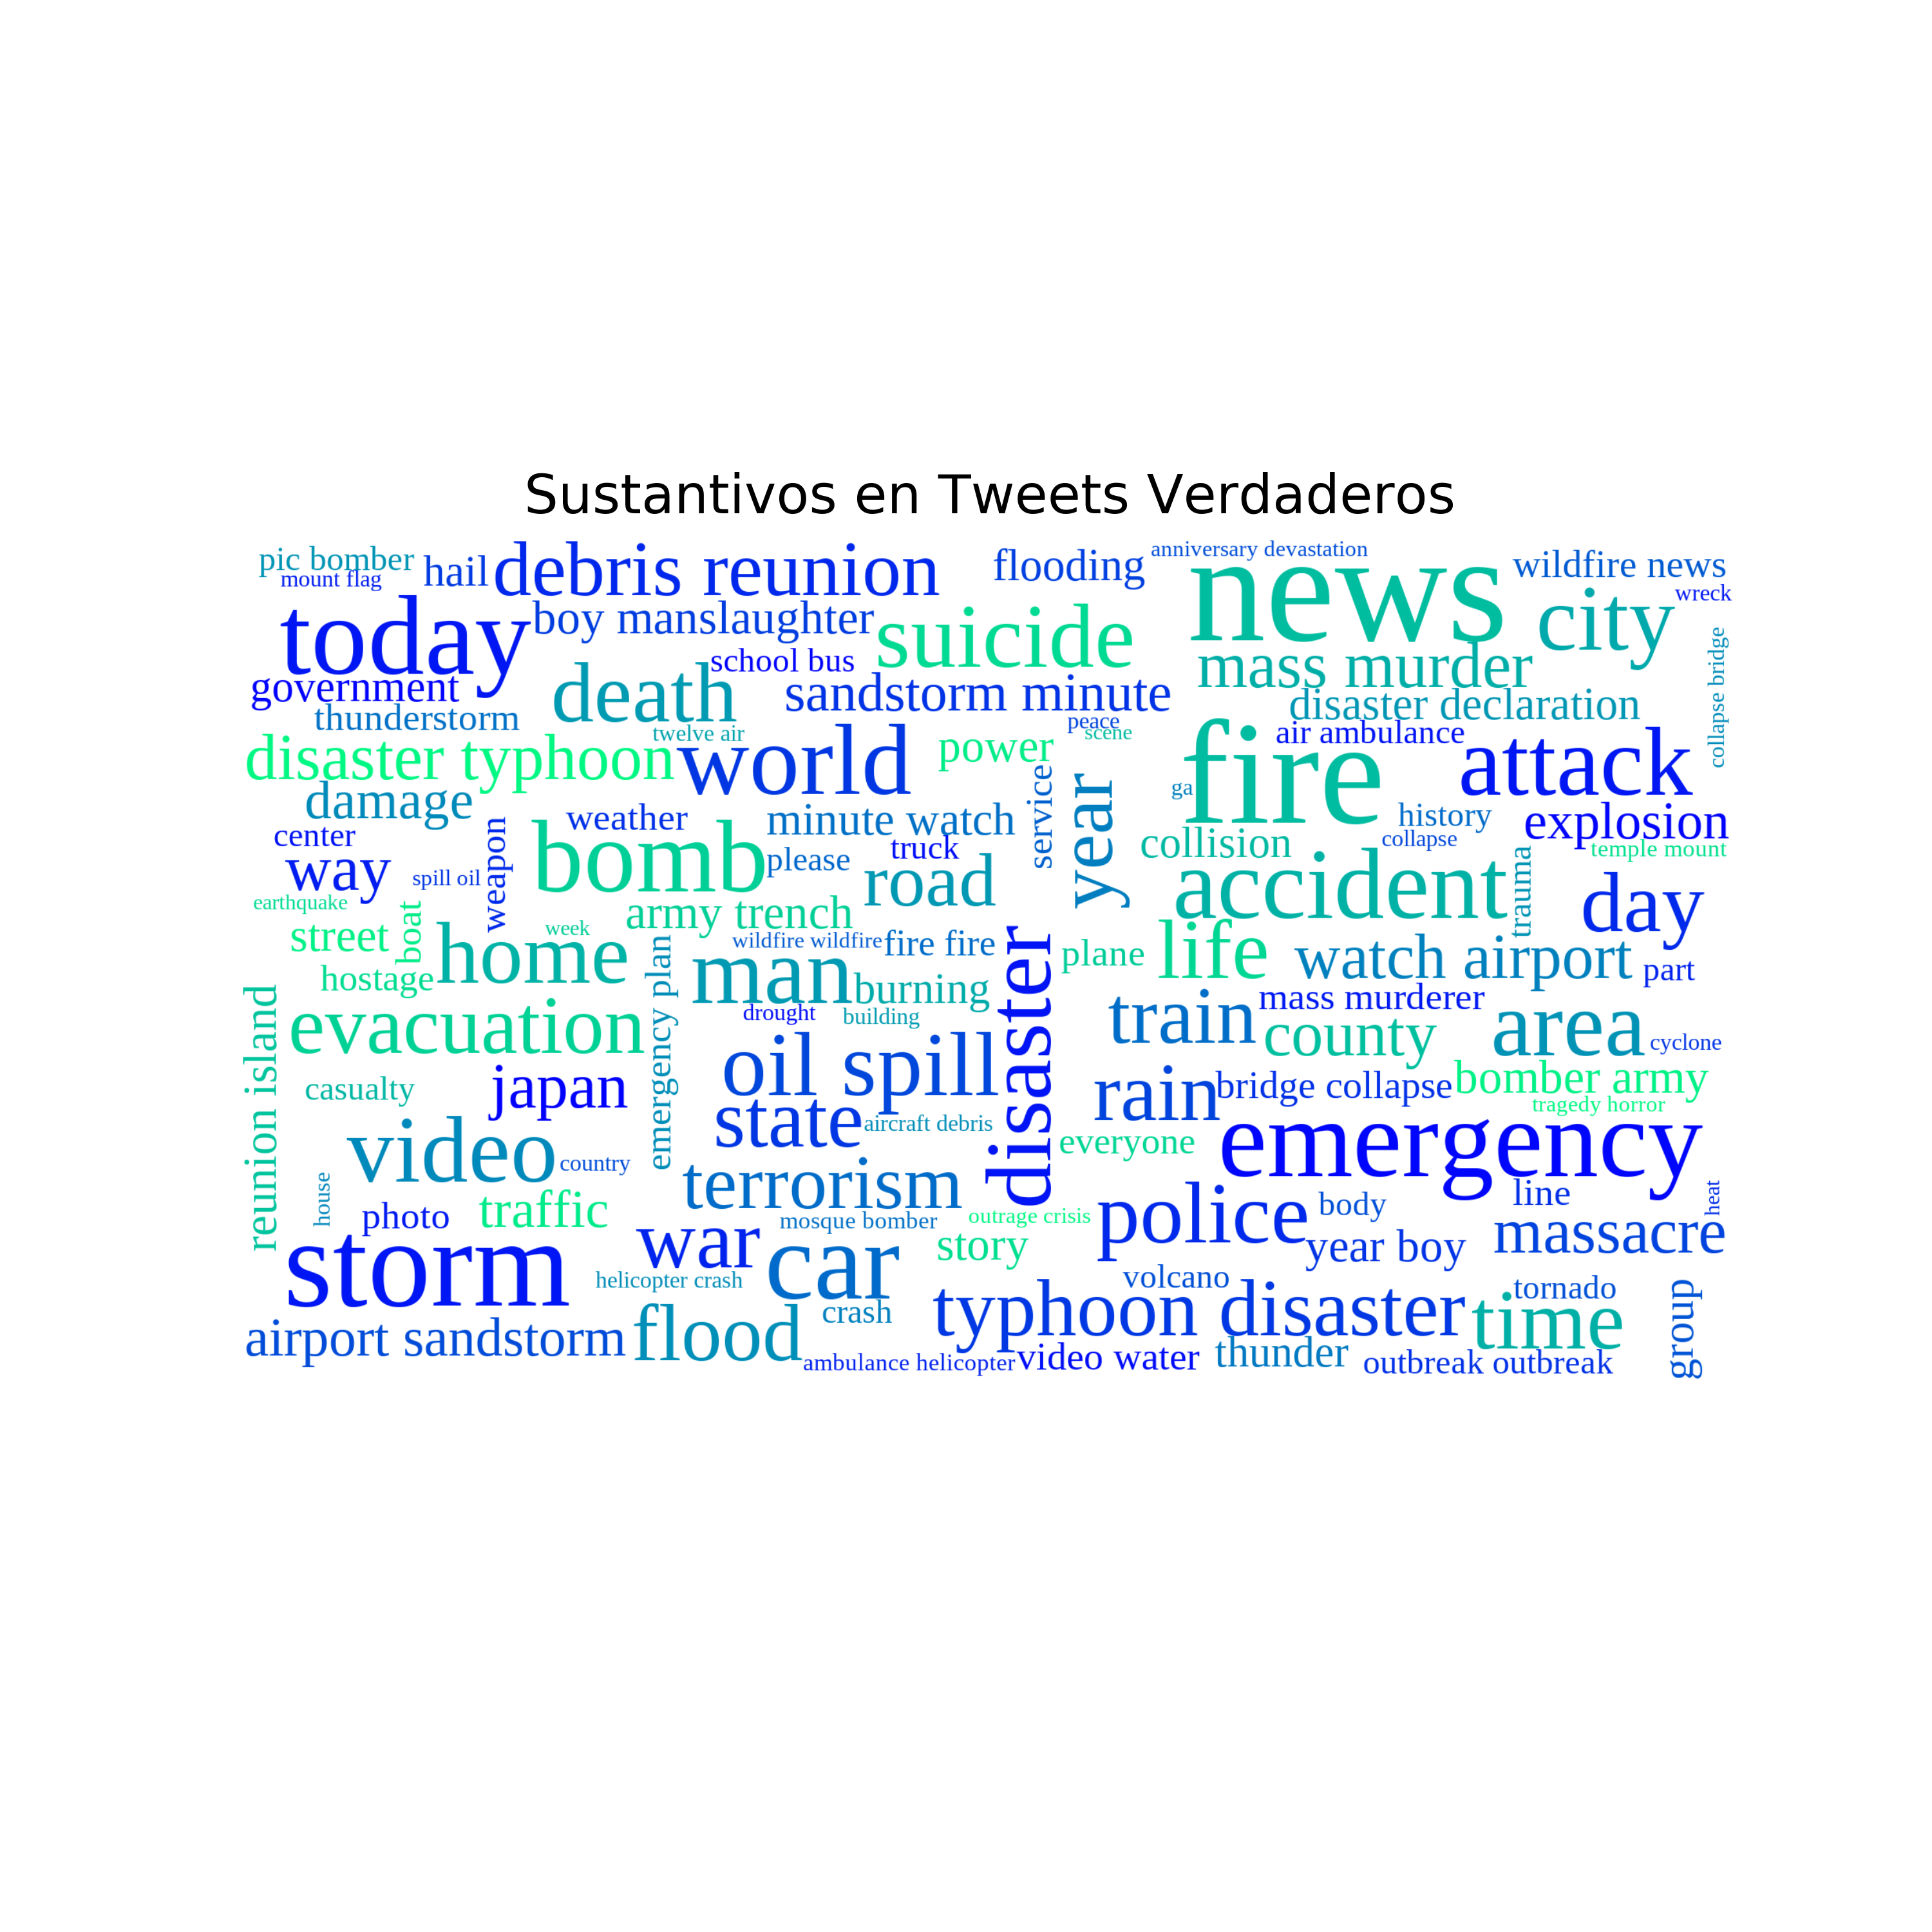 Sustantivos en Tweets Verdaderos
pic bomber
mount flag
hail
debris reunion
flooding
anniversary devastation
news
wildfire news
wreck
today
boy manslaughter
suicide
city
school bus
mass murder
collapse bridge
government
death
sandstorm minute
disaster declaration
thunderstorm
twelve air
peace
scene
air ambulance
disaster typhoon
world
power
fire
attack
damage
service
year
ga
history
explosion
center
weapon
weather
minute watch
collision
collapse
temple mount
way
spill oil
bomb
please
truck
road
accident
trauma
day
earthquake
boat
army trench
street
week
home
wildfire wildfire
fire fire
disaster
plane
life
watch airport
part
hostage
emergency plan
man
burning
mass murderer
reunion island
evacuation
drought
building
train
county
area
cyclone
casualty
japan
oil spill
rain
bridge collapse
bomber army
tragedy horror
video
country
state
aircraft debris
everyone
emergency
house
photo
traffic
terrorism
mosque bomber
outrage crisis
police
body
line
heat
storm
war
car
story
year boy
massacre
helicopter crash
volcano
tornado
group
airport sandstorm
flood
crash
typhoon disaster
time
ambulance helicopter
video water
thunder
outbreak outbreak